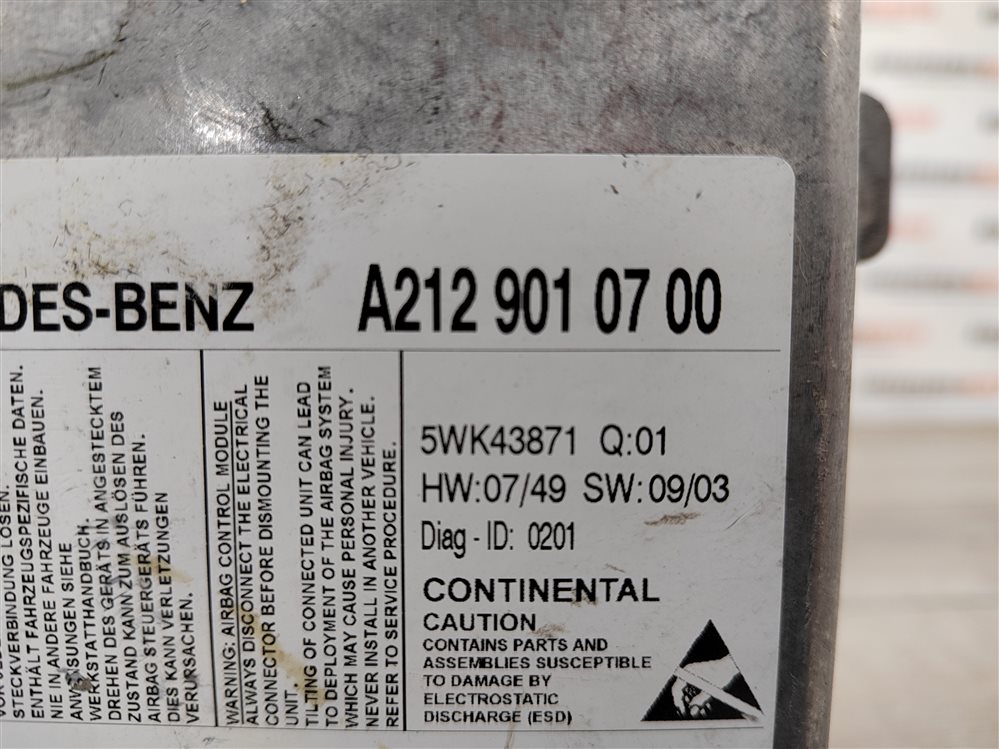 DES-BENZ A212 901 07 00
STECKVERBINDUNG LÖSEN.
ENTHÄLT FAHRZEUGSPEZIFISCHE DATEN.
NIE IN ANDERE FAHRZEUGE EINBAUEN.
ANWEISUNGEN SIEHE
WERKSTATTHANDBUCH.
DREHEN DES GERÄTS IN ANGESTECKTEM
ZUSTAND KANN ZUM AUSLÖSEN DES
AIRBAG STEUERGERÄTS FÜHREN.
DIES KANN VERLETZUNGEN
VERURSACHEN.
WARNING: AIRBAG CONTROL MODULE
ALWAYS DISCONNECT THE ELECTRICAL
CONNECTOR BEFORE DISMOUNTING THE
UNIT.
TILTING OF CONNECTED UNIT CAN LEAD
TO DEPLOYMENT OF THE AIRBAG SYSTEM
WHICH MAY CAUSE PERSONAL INJURY.
NEVER INSTALL IN ANOTHER VEHICLE.
REFER TO SERVICE PROCEDURE.
5WK43871 Q:01
HW:07/49 SW:09/03
Diag - ID: 0201
CONTINENTAL
CAUTION
CONTAINS PARTS AND
ASSEMBLIES SUSCEPTIBLE
TO DAMAGE BY
ELECTROSTATIC
DISCHARGE (ESD)